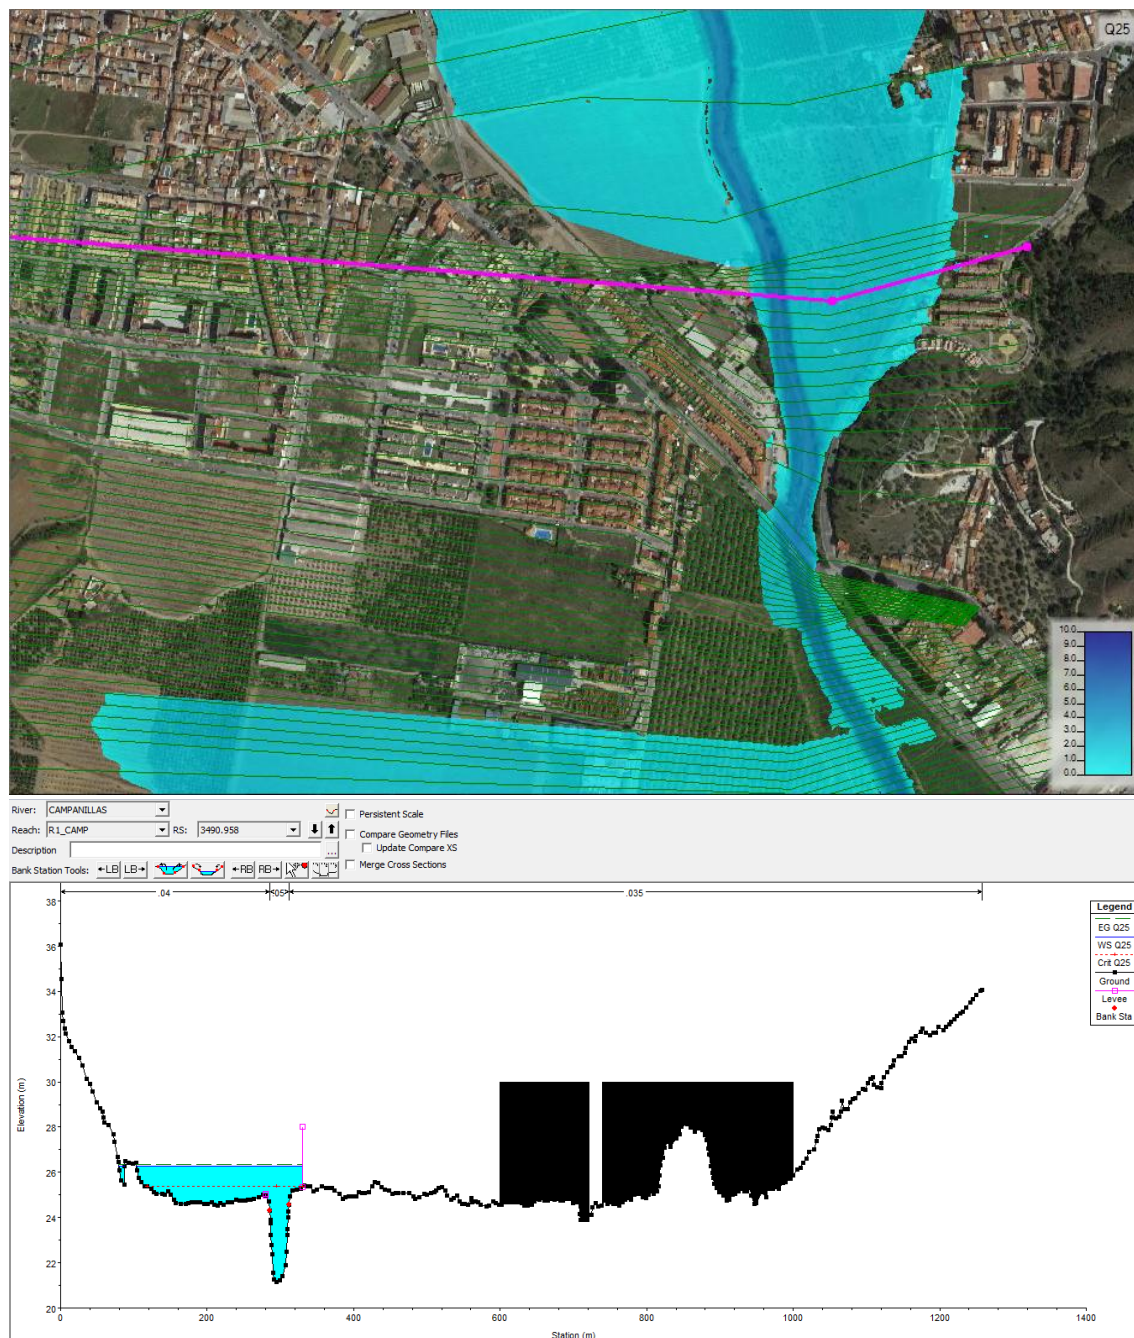 Q25
10.0
9.0
8.0
7.0
6.0
5.0
4.0
3.0
2.0
1.0
0.0
River: CAMPANILLAS
Persistent Scale
Reach: R1_CAMP RS: 3490.958
Compare Geometry Files
Update Compare XS
Description ...
Merge Cross Sections
Bank Station Tools: LB LB RB RB
.04 .05 .035
Legend
EG Q25
WS Q25
Crit Q25
Ground
Levee
Bank Sta
38
36
34
32
30
28
26
24
22
20
Elevation (m)
0 200 400 600 800 1000 1200 1400
Station (m)